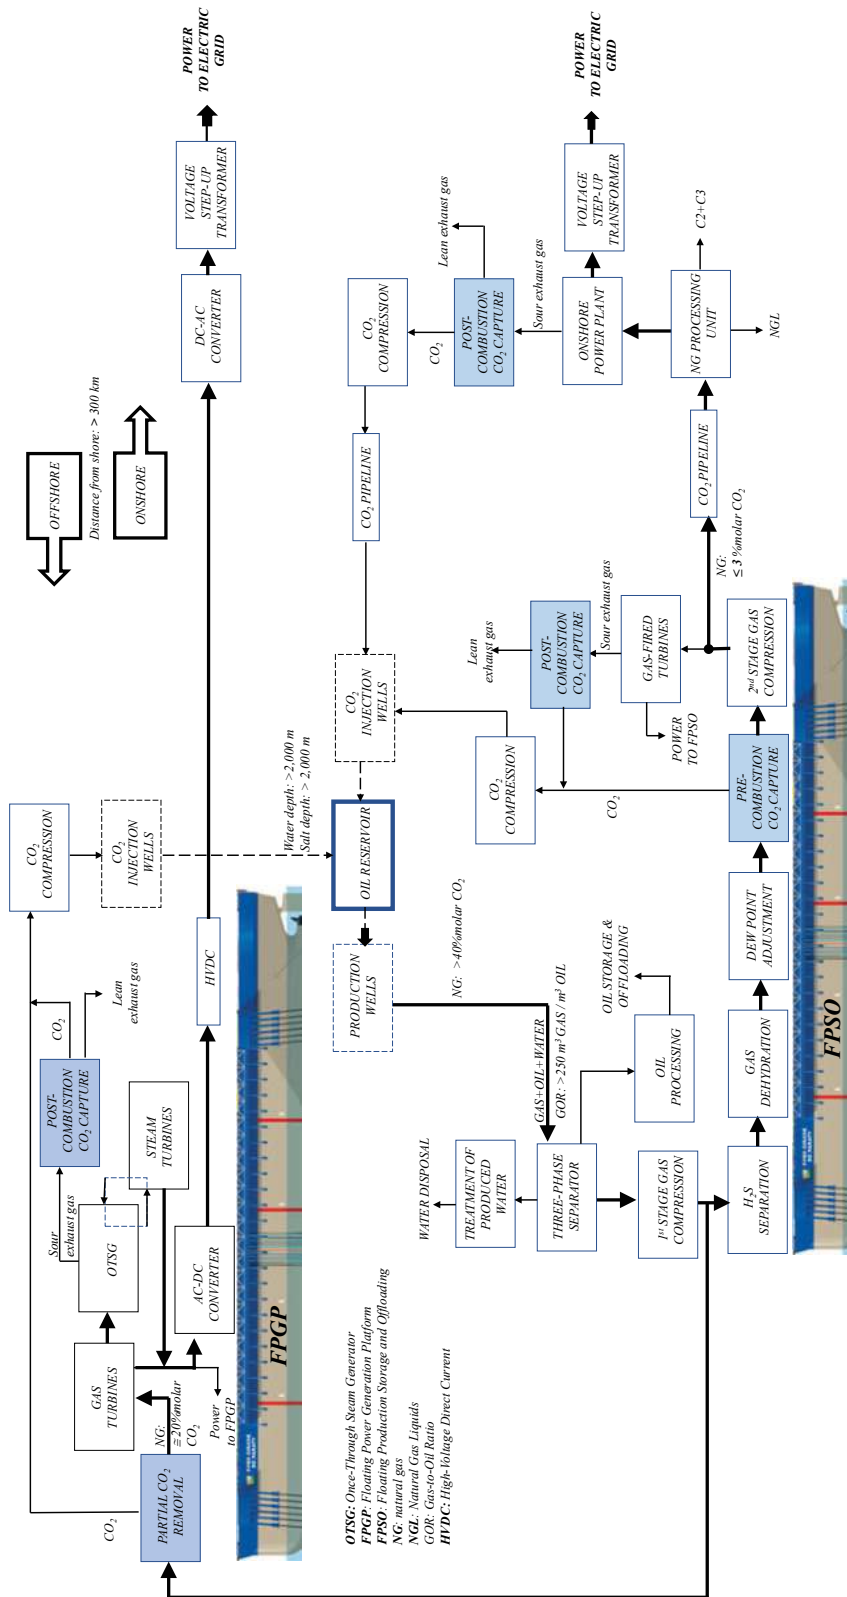 CO2
PARTIAL CO2
REMOVAL
NG:
≅20%molar
CO2
GAS
TURBINES
Power
to FPGP
OTSG
Sour
exhaust gas
STEAM
TURBINES
AC-DC
CONVERTER
POST-
COMBUSTION
CO2 CAPTURE
CO2
Lean
exhaust gas
CO2
COMPRESSION
CO2
INJECTION
WELLS
HVDC
FPGP
OFFSHORE
Distance from shore: > 300 km
ONSHORE
DC-AC
CONVERTER
VOLTAGE
STEP-UP
TRANSFORMER
POWER
TO ELECTRIC
GRID
OTSG: Once-Through Steam Generator
FPGP: Floating Power Generation Platform
FPSO: Floating Production Storage and Offloading
NG: natural gas
NGL: Natural Gas Liquids
GOR: Gas-to-Oil Ratio
HVDC: High-Voltage Direct Current
Water depth: >2,000 m
Salt depth: > 2,000 m
PRODUCTION
WELLS
OIL RESERVOIR
CO2
INJECTION
WELLS
CO2 PIPELINE
CO2
COMPRESSION
CO2
POST-
COMBUSTION
CO2 CAPTURE
Lean exhaust gas
Sour exhaust gas
ONSHORE
POWER PLANT
VOLTAGE
STEP-UP
TRANSFORMER
POWER
TO ELECTRIC
GRID
NG: >40%molar CO2
GAS+OIL+WATER
GOR: >250 m3 GAS / m3 OIL
WATER DISPOSAL
TREATMENT OF
PRODUCED
WATER
THREE-PHASE
SEPARATOR
1st STAGE GAS
COMPRESSION
OIL
PROCESSING
OIL STORAGE &
OFFLOADING
H2S
SEPARATION
GAS
DEHYDRATION
DEW POINT
ADJUSTMENT
PRE-
COMBUSTION
CO2 CAPTURE
2nd STAGE GAS
COMPRESSION
CO2
CO2
COMPRESSION
POWER
TO FPSO
GAS-FIRED
TURBINES
Sour exhaust gas
POST-
COMBUSTION
CO2 CAPTURE
Lean
exhaust gas
NG:
≤ 3 %molar CO2
CO2 PIPELINE
NG PROCESSING
UNIT
C2+C3
NGL
FPSO